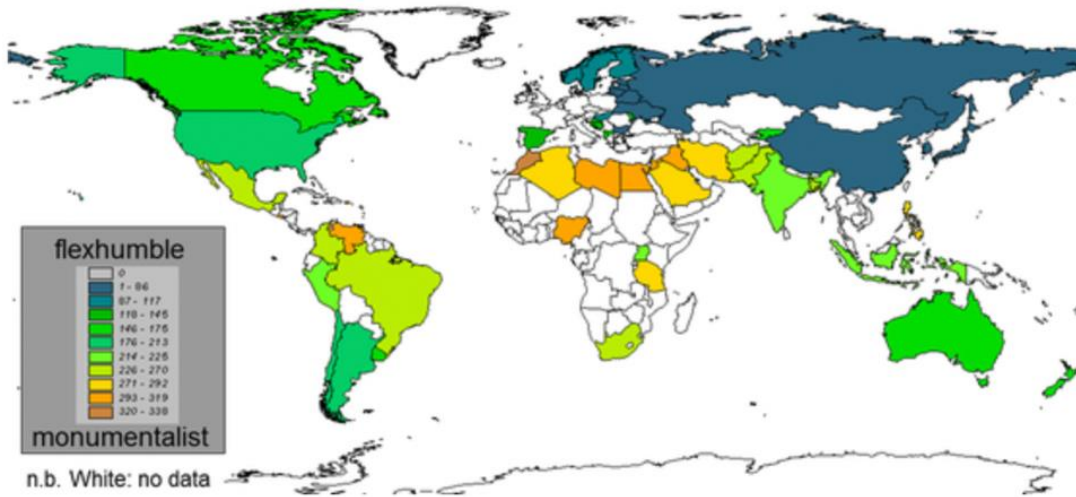 flexhumble
0
1 - 86
87 - 117
118 - 145
146 - 175
176 - 213
214 - 225
226 - 270
271 - 292
293 - 319
320 - 338
monumentalist
n.b. White: no data